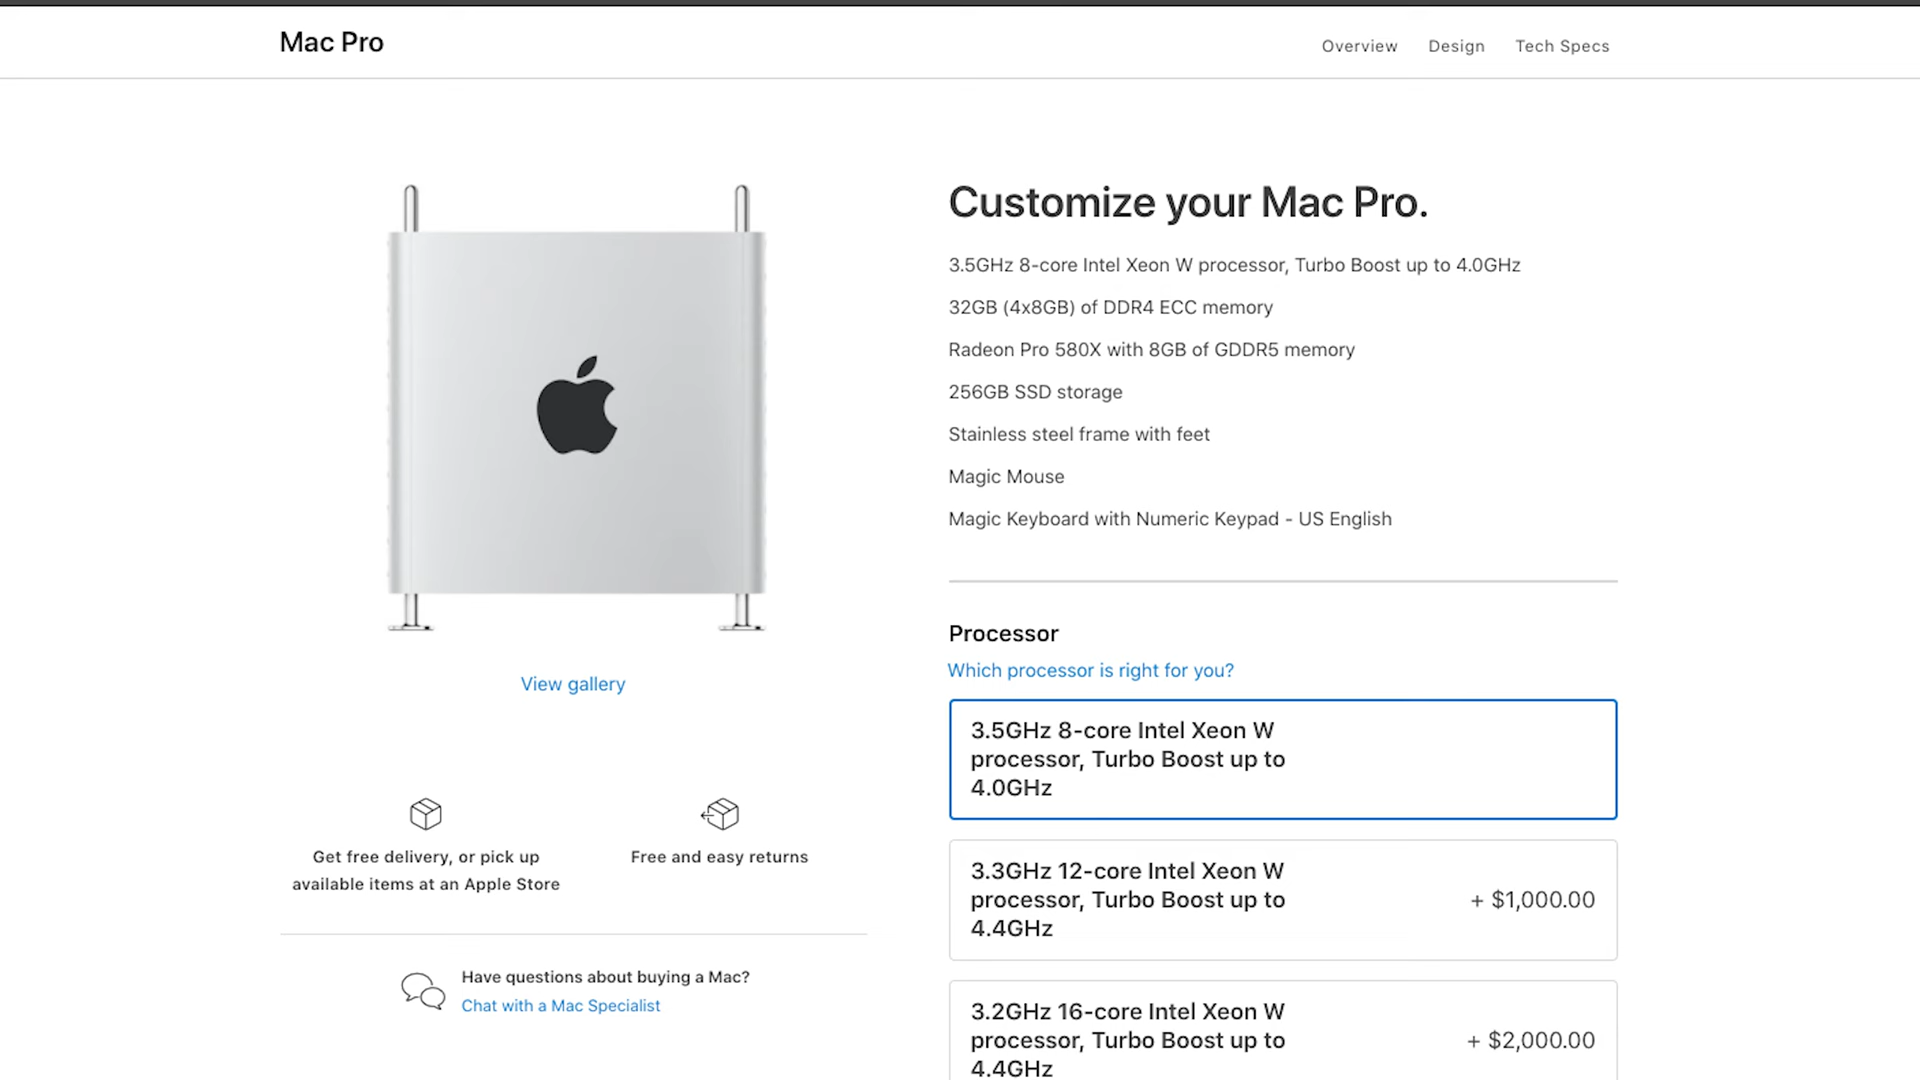 Mac Pro
Overview
Design
Tech Specs
Customize your Mac Pro.
3.5GHz 8-core Intel Xeon W processor, Turbo Boost up to 4.0GHz
32GB (4x8GB) of DDR4 ECC memory
Radeon Pro 580X with 8GB of GDDR5 memory
256GB SSD storage
Stainless steel frame with feet
Magic Mouse
Magic Keyboard with Numeric Keypad - US English
View gallery
Get free delivery, or pick up
available items at an Apple Store
Free and easy returns
Have questions about buying a Mac?
Chat with a Mac Specialist
Processor
Which processor is right for you?
3.5GHz 8-core Intel Xeon W
processor, Turbo Boost up to
4.0GHz
3.3GHz 12-core Intel Xeon W
processor, Turbo Boost up to
4.4GHz
+ $1,000.00
3.2GHz 16-core Intel Xeon W
processor, Turbo Boost up to
4.4GHz
+ $2,000.00